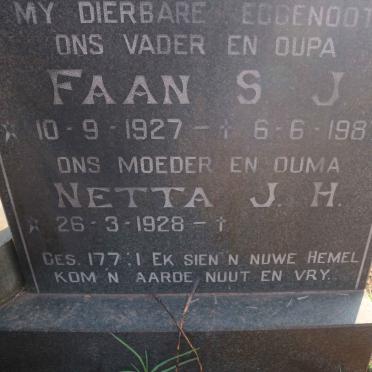 MY DIERBARE EGGENOOT
ONS VADER EN OUPA
FAAN S. J.
* 10-9-1927 - † 6-6-198
ONS MOEDER EN OUMA
NETTA J. H.
* 26-3-1928 - †
GES. 177:1 EK SIEN 'N NUWE HEMEL
KOM 'N AARDE NUUT EN VRY.